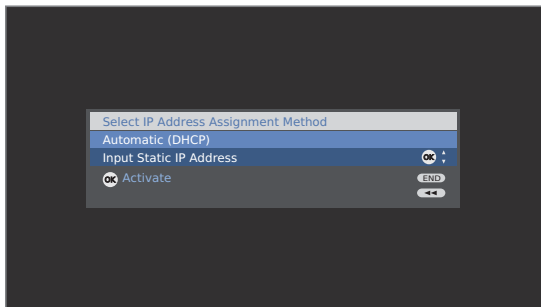 Select IP Address Assignment Method
Automatic (DHCP)
Input Static IP Address OK
OK Activate END